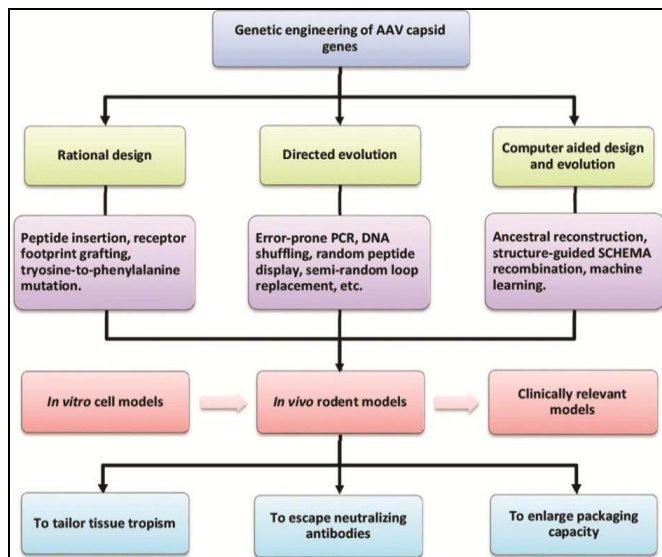 Genetic engineering of AAV capsid
genes
Rational design
Directed evolution
Computer aided design
and evolution
Peptide insertion, receptor
footprint grafting,
tryosine-to-phenylalanine
mutation.
Error-prone PCR, DNA
shuffling, random peptide
display, semi-random loop
replacement, etc.
Ancestral reconstruction,
structure-guided SCHEMA
recombination, machine
learning.
In vitro cell models
In vivo rodent models
Clinically relevant
models
To tailor tissue tropism
To escape neutralizing
antibodies
To enlarge packaging
capacity